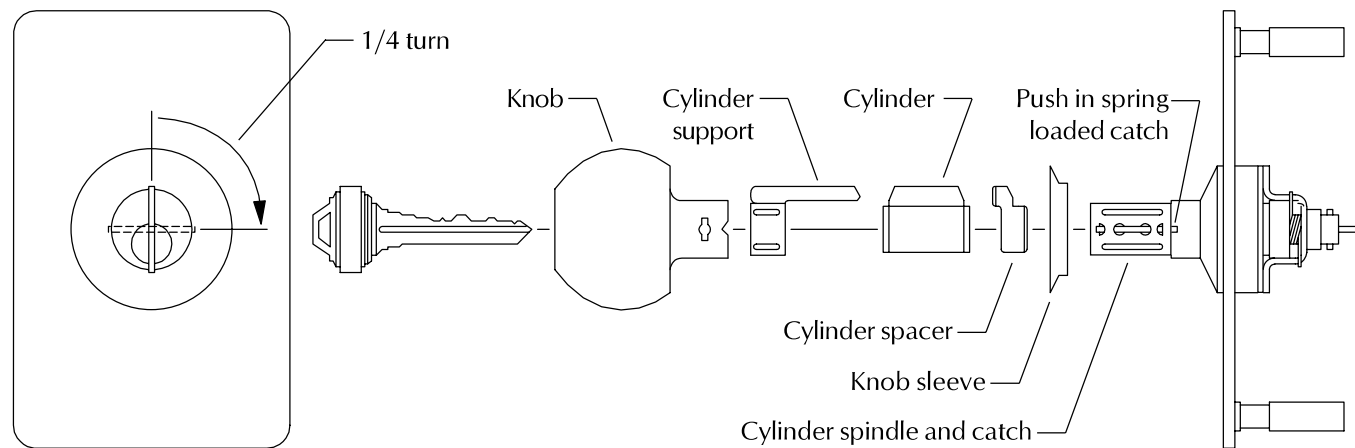 1/4 turn
Knob
Cylinder
support
Cylinder
Push in spring
loaded catch
Cylinder spacer
Knob sleeve
Cylinder spindle and catch